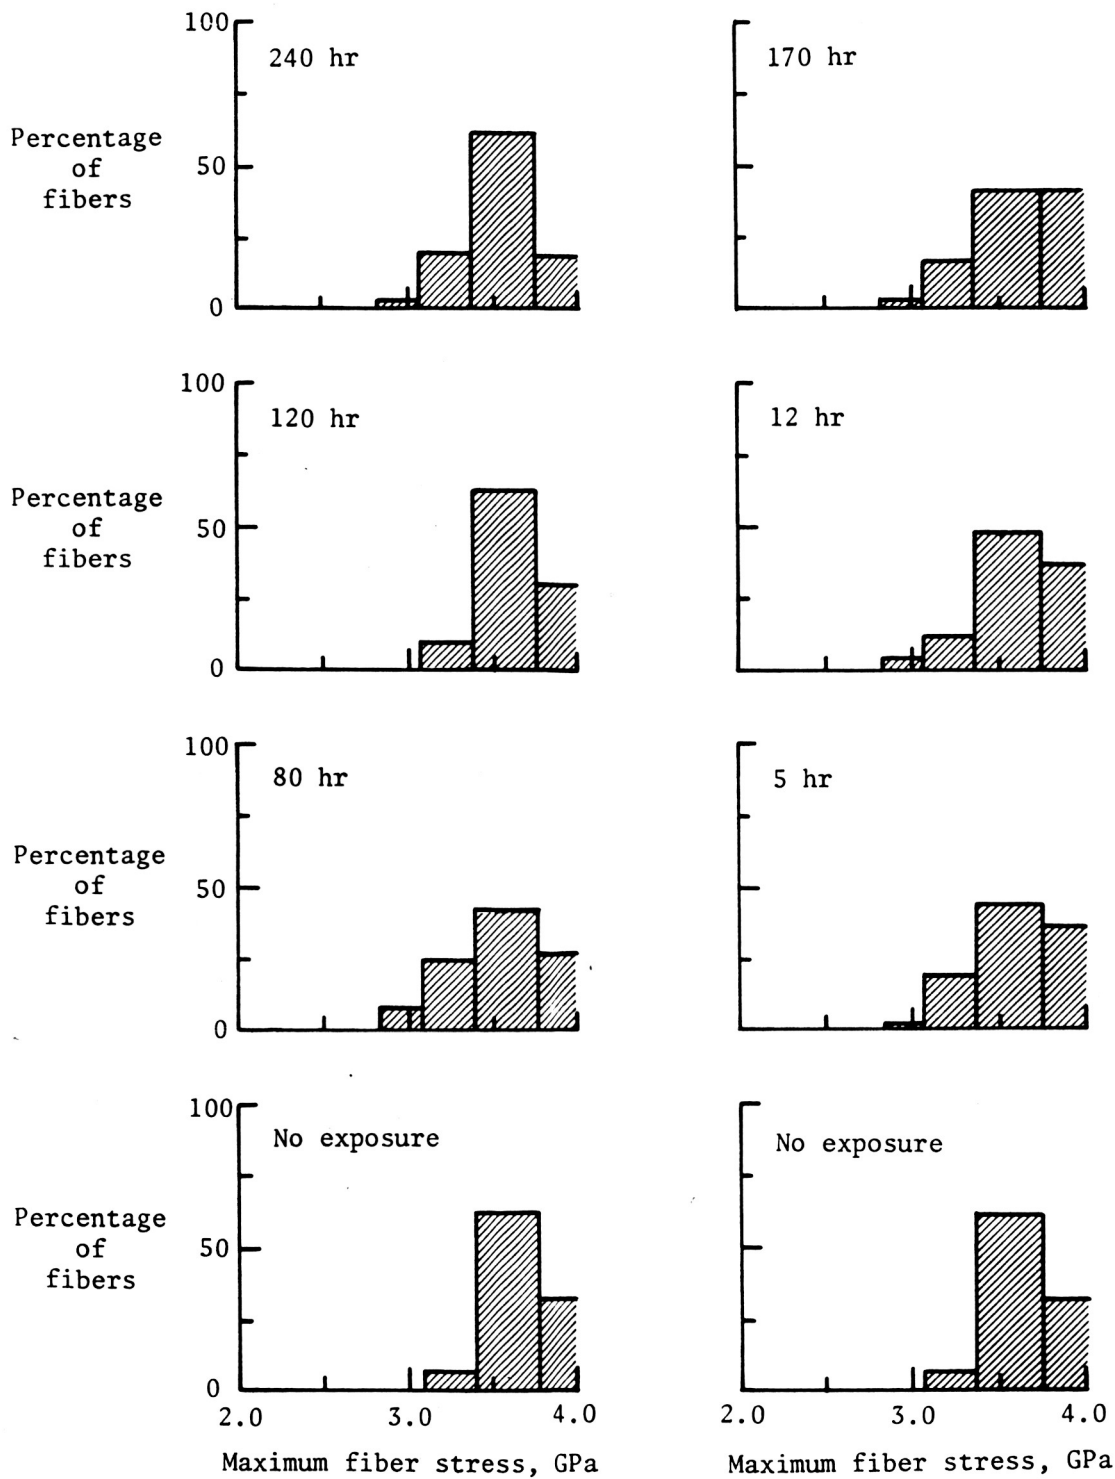 100
240 hr
170 hr
Percentage
of
fibers
50
0
100
120 hr
12 hr
Percentage
of
fibers
50
0
100
80 hr
5 hr
Percentage
of
fibers
50
0
100
No exposure
No exposure
Percentage
of
fibers
50
0
2.0 3.0 4.0
2.0 3.0 4.0
Maximum fiber stress, GPa
Maximum fiber stress, GPa